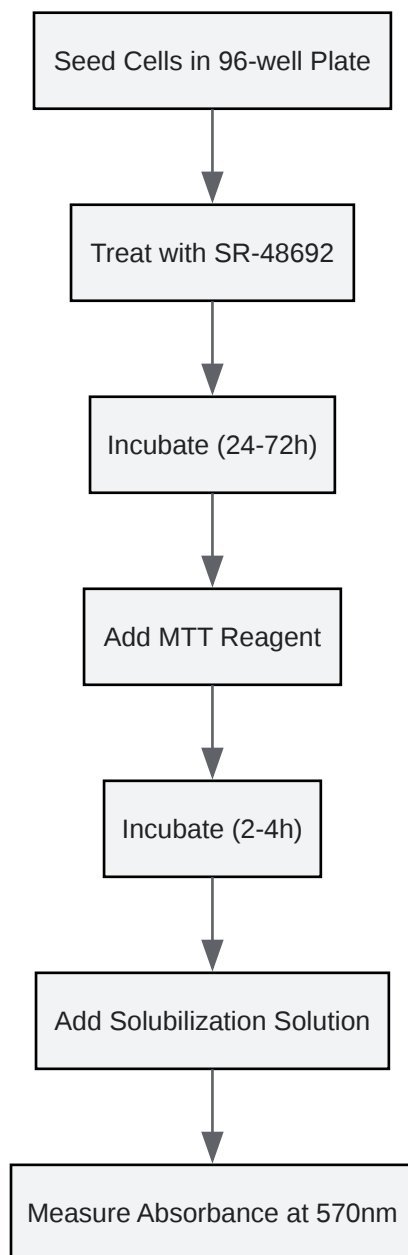 Seed Cells in 96-well Plate
Treat with SR-48692
Incubate (24-72h)
Add MTT Reagent
Incubate (2-4h)
Add Solubilization Solution
Measure Absorbance at 570nm